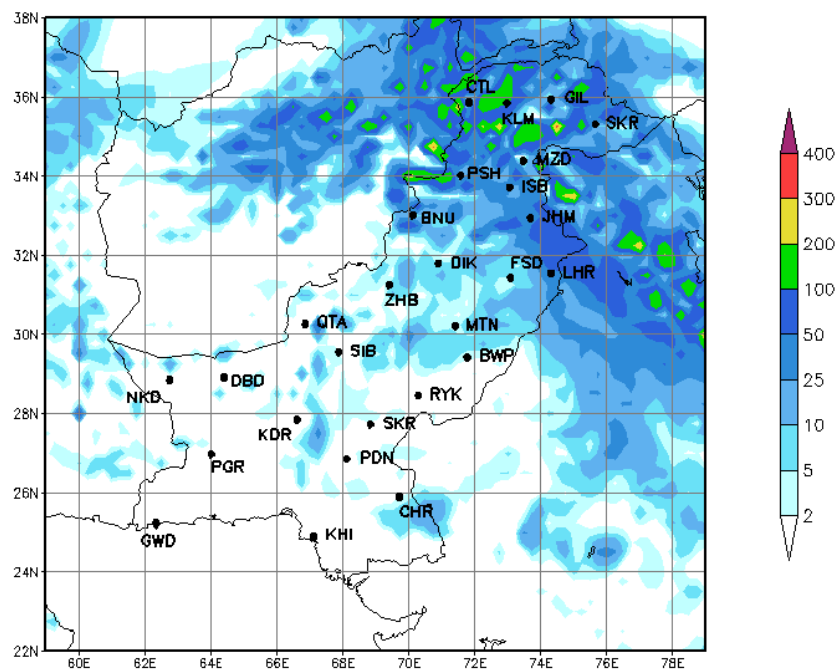 38N
36N
CTL
GIL
KLM
SKR
400
34N
PSH
MZD
300
ISB
BNU
JHM
200
32N
DIK
FSD
LHR
100
ZHB
30N
QTA
MTN
50
SIB
BWP
25
NKD
DBD
RYK
28N
KDR
SKR
10
PGR
PDN
26N
CHR
5
GWD
KHI
2
24N
22N
60E 62E 64E 66E 68E 70E 72E 74E 76E 78E